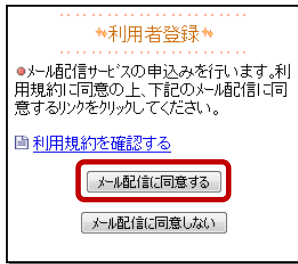 利用者登録
●メール配信サービスの申込みを行います。利
用規約に同意の上、下記のメール配信に同
意するリンクをクリックしてください。
利用規約を確認する
メール配信に同意する
メール配信に同意しない